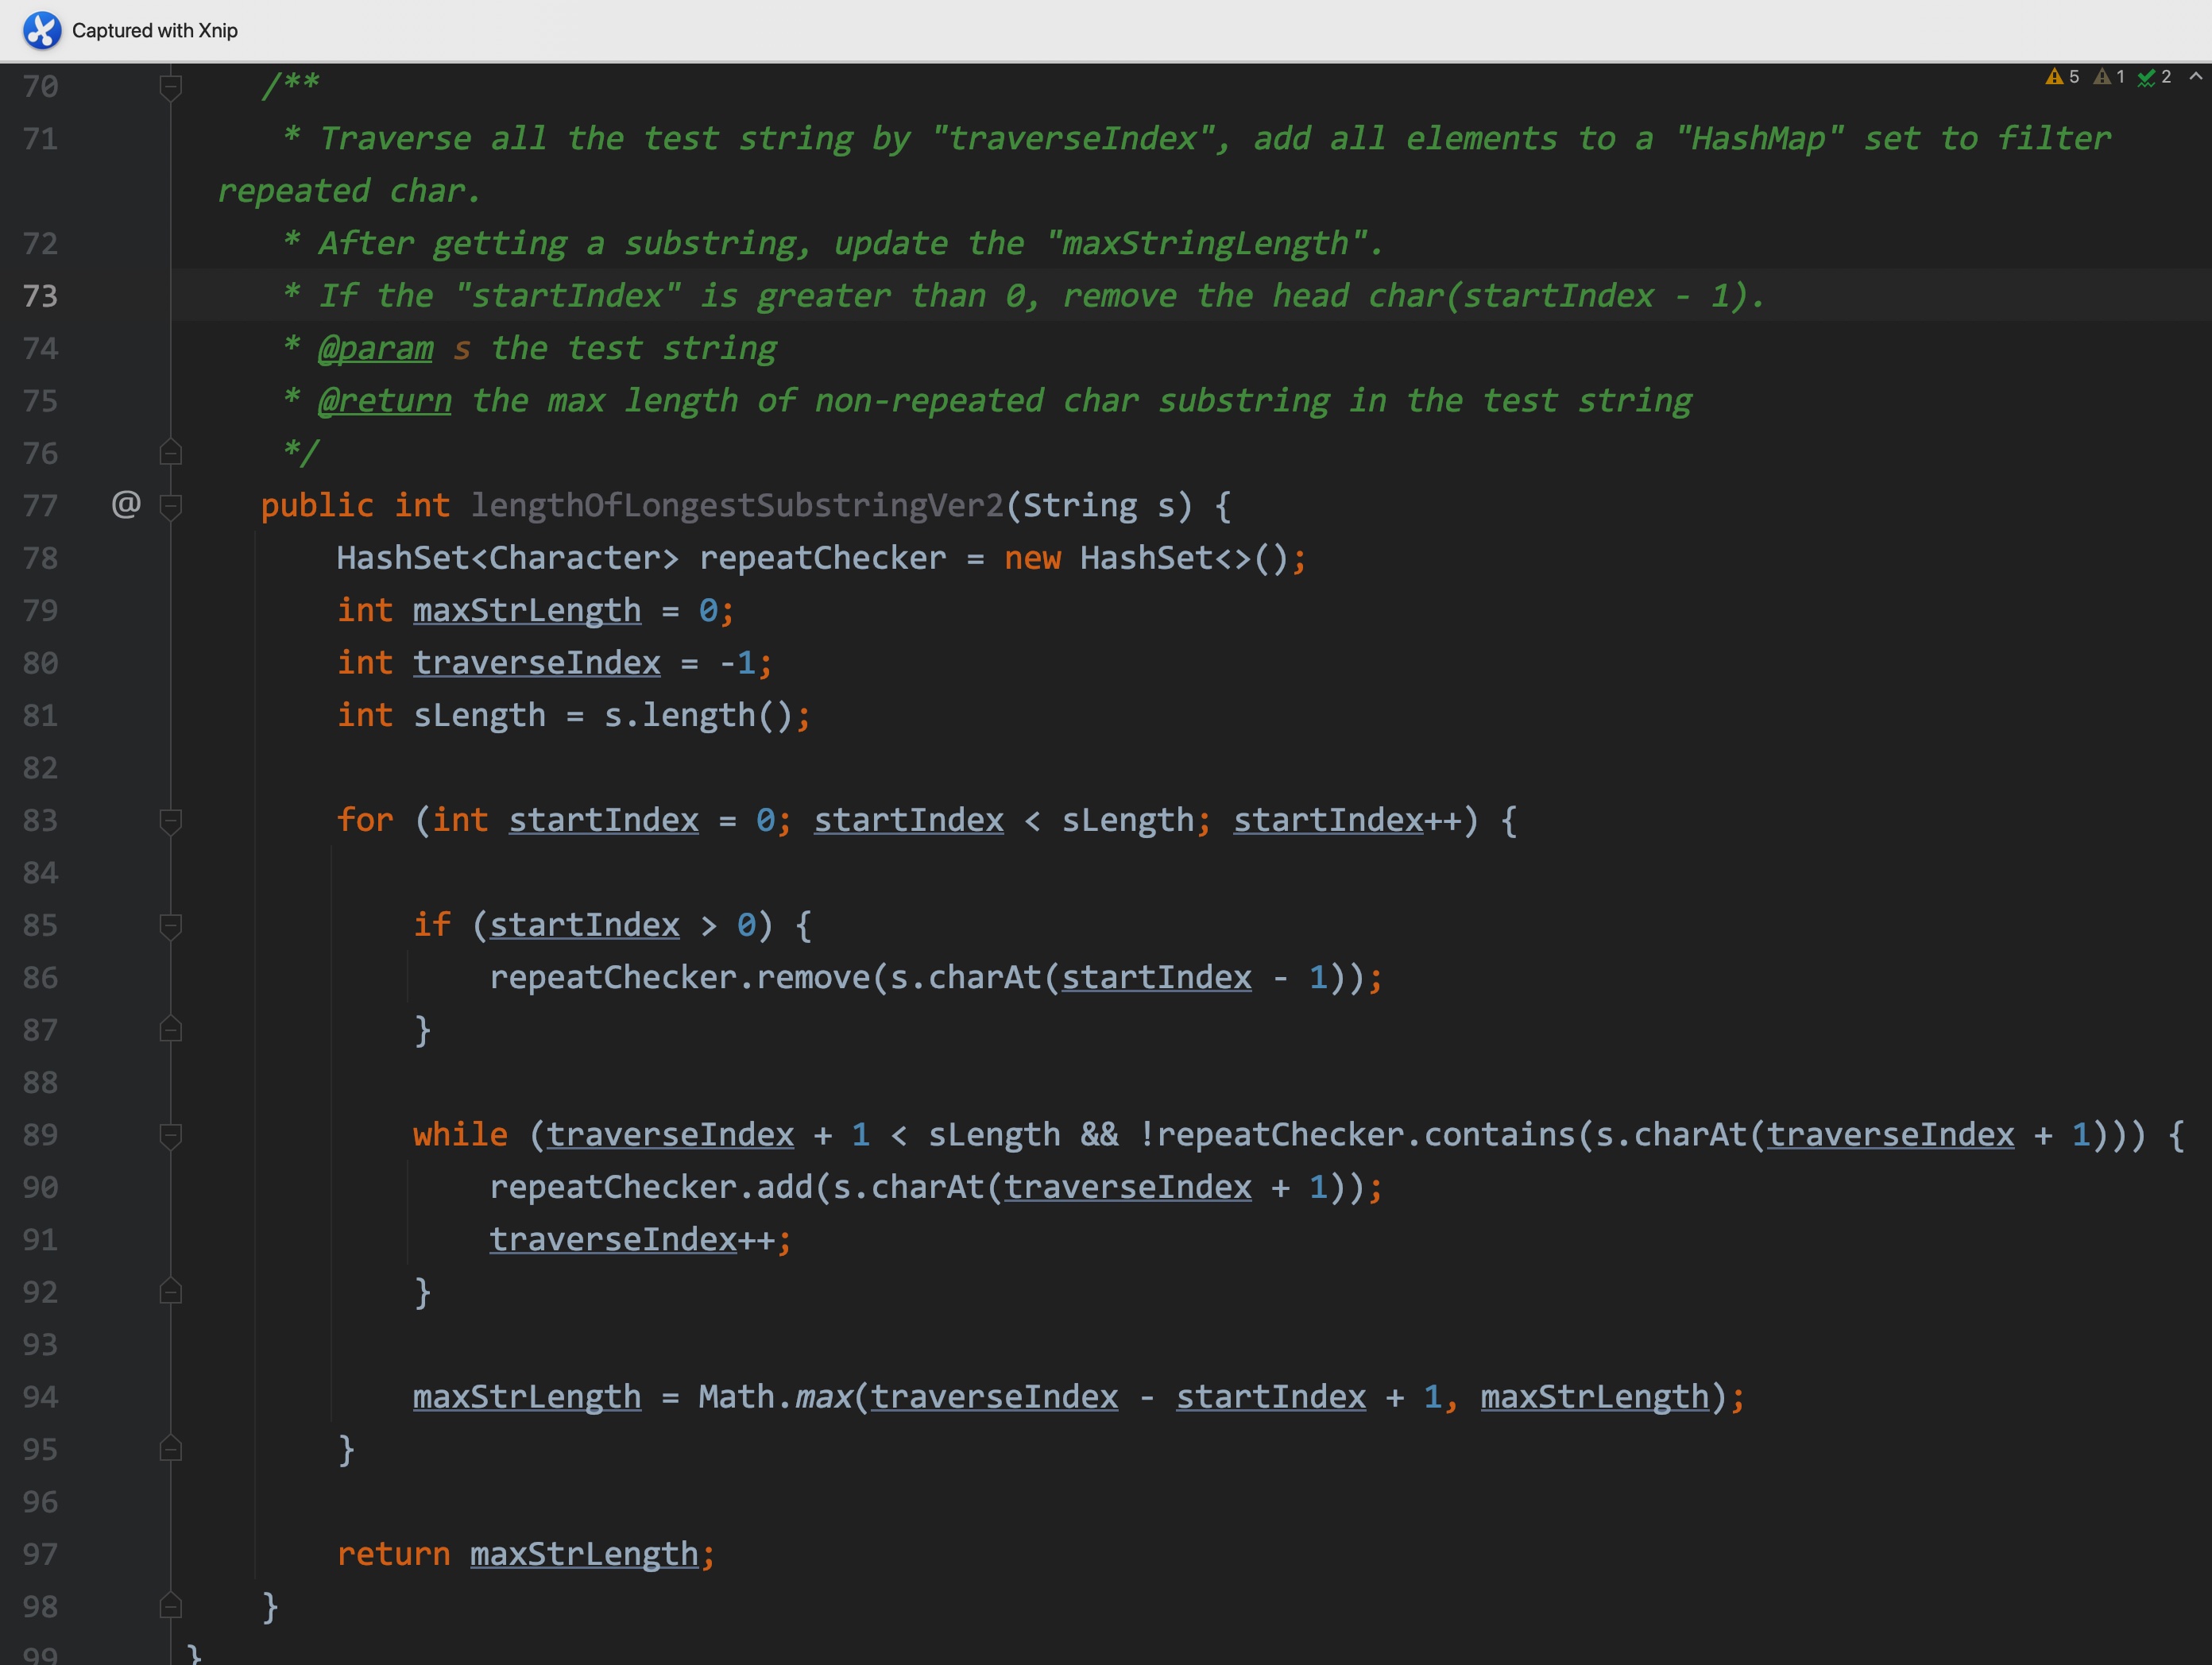 Captured with Xnip
5 1 2
70 /**
71 * Traverse all the test string by "traverseIndex", add all elements to a "HashMap" set to filter
repeated char.
72 * After getting a substring, update the "maxStringLength".
73 * If the "startIndex" is greater than 0, remove the head char(startIndex - 1).
74 * @param s the test string
75 * @return the max length of non-repeated char substring in the test string
76 */
77 @ public int lengthOfLongestSubstringVer2(String s) {
78 HashSet<Character> repeatChecker = new HashSet<>();
79 int maxStrLength = 0;
80 int traverseIndex = -1;
81 int sLength = s.length();
82
83 for (int startIndex = 0; startIndex < sLength; startIndex++) {
84
85 if (startIndex > 0) {
86 repeatChecker.remove(s.charAt(startIndex - 1));
87 }
88
89 while (traverseIndex + 1 < sLength && !repeatChecker.contains(s.charAt(traverseIndex + 1))) {
90 repeatChecker.add(s.charAt(traverseIndex + 1));
91 traverseIndex++;
92 }
93
94 maxStrLength = Math.max(traverseIndex - startIndex + 1, maxStrLength);
95 }
96
97 return maxStrLength;
98 }
99 }